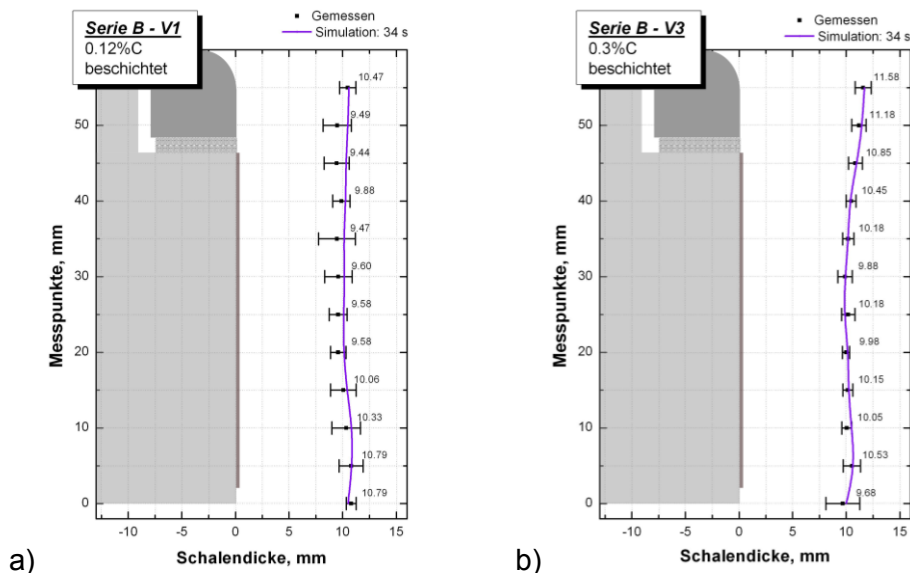 Serie B - V1
0.12%C
beschichtet
Gemessen
Simulation: 34 s
10.47
9.49
9.44
9.88
9.47
9.60
9.58
9.58
10.06
10.33
10.79
10.79
50
40
30
20
10
0
Messpunkte, mm
-10 -5 0 5 10 15
Schalendicke, mm
a)
Serie B - V3
0.3%C
beschichtet
Gemessen
Simulation: 34 s
11.58
11.18
10.85
10.45
10.18
9.88
10.18
9.98
10.15
10.05
10.53
9.68
50
40
30
20
10
0
Messpunkte, mm
-10 -5 0 5 10 15
Schalendicke, mm
b)